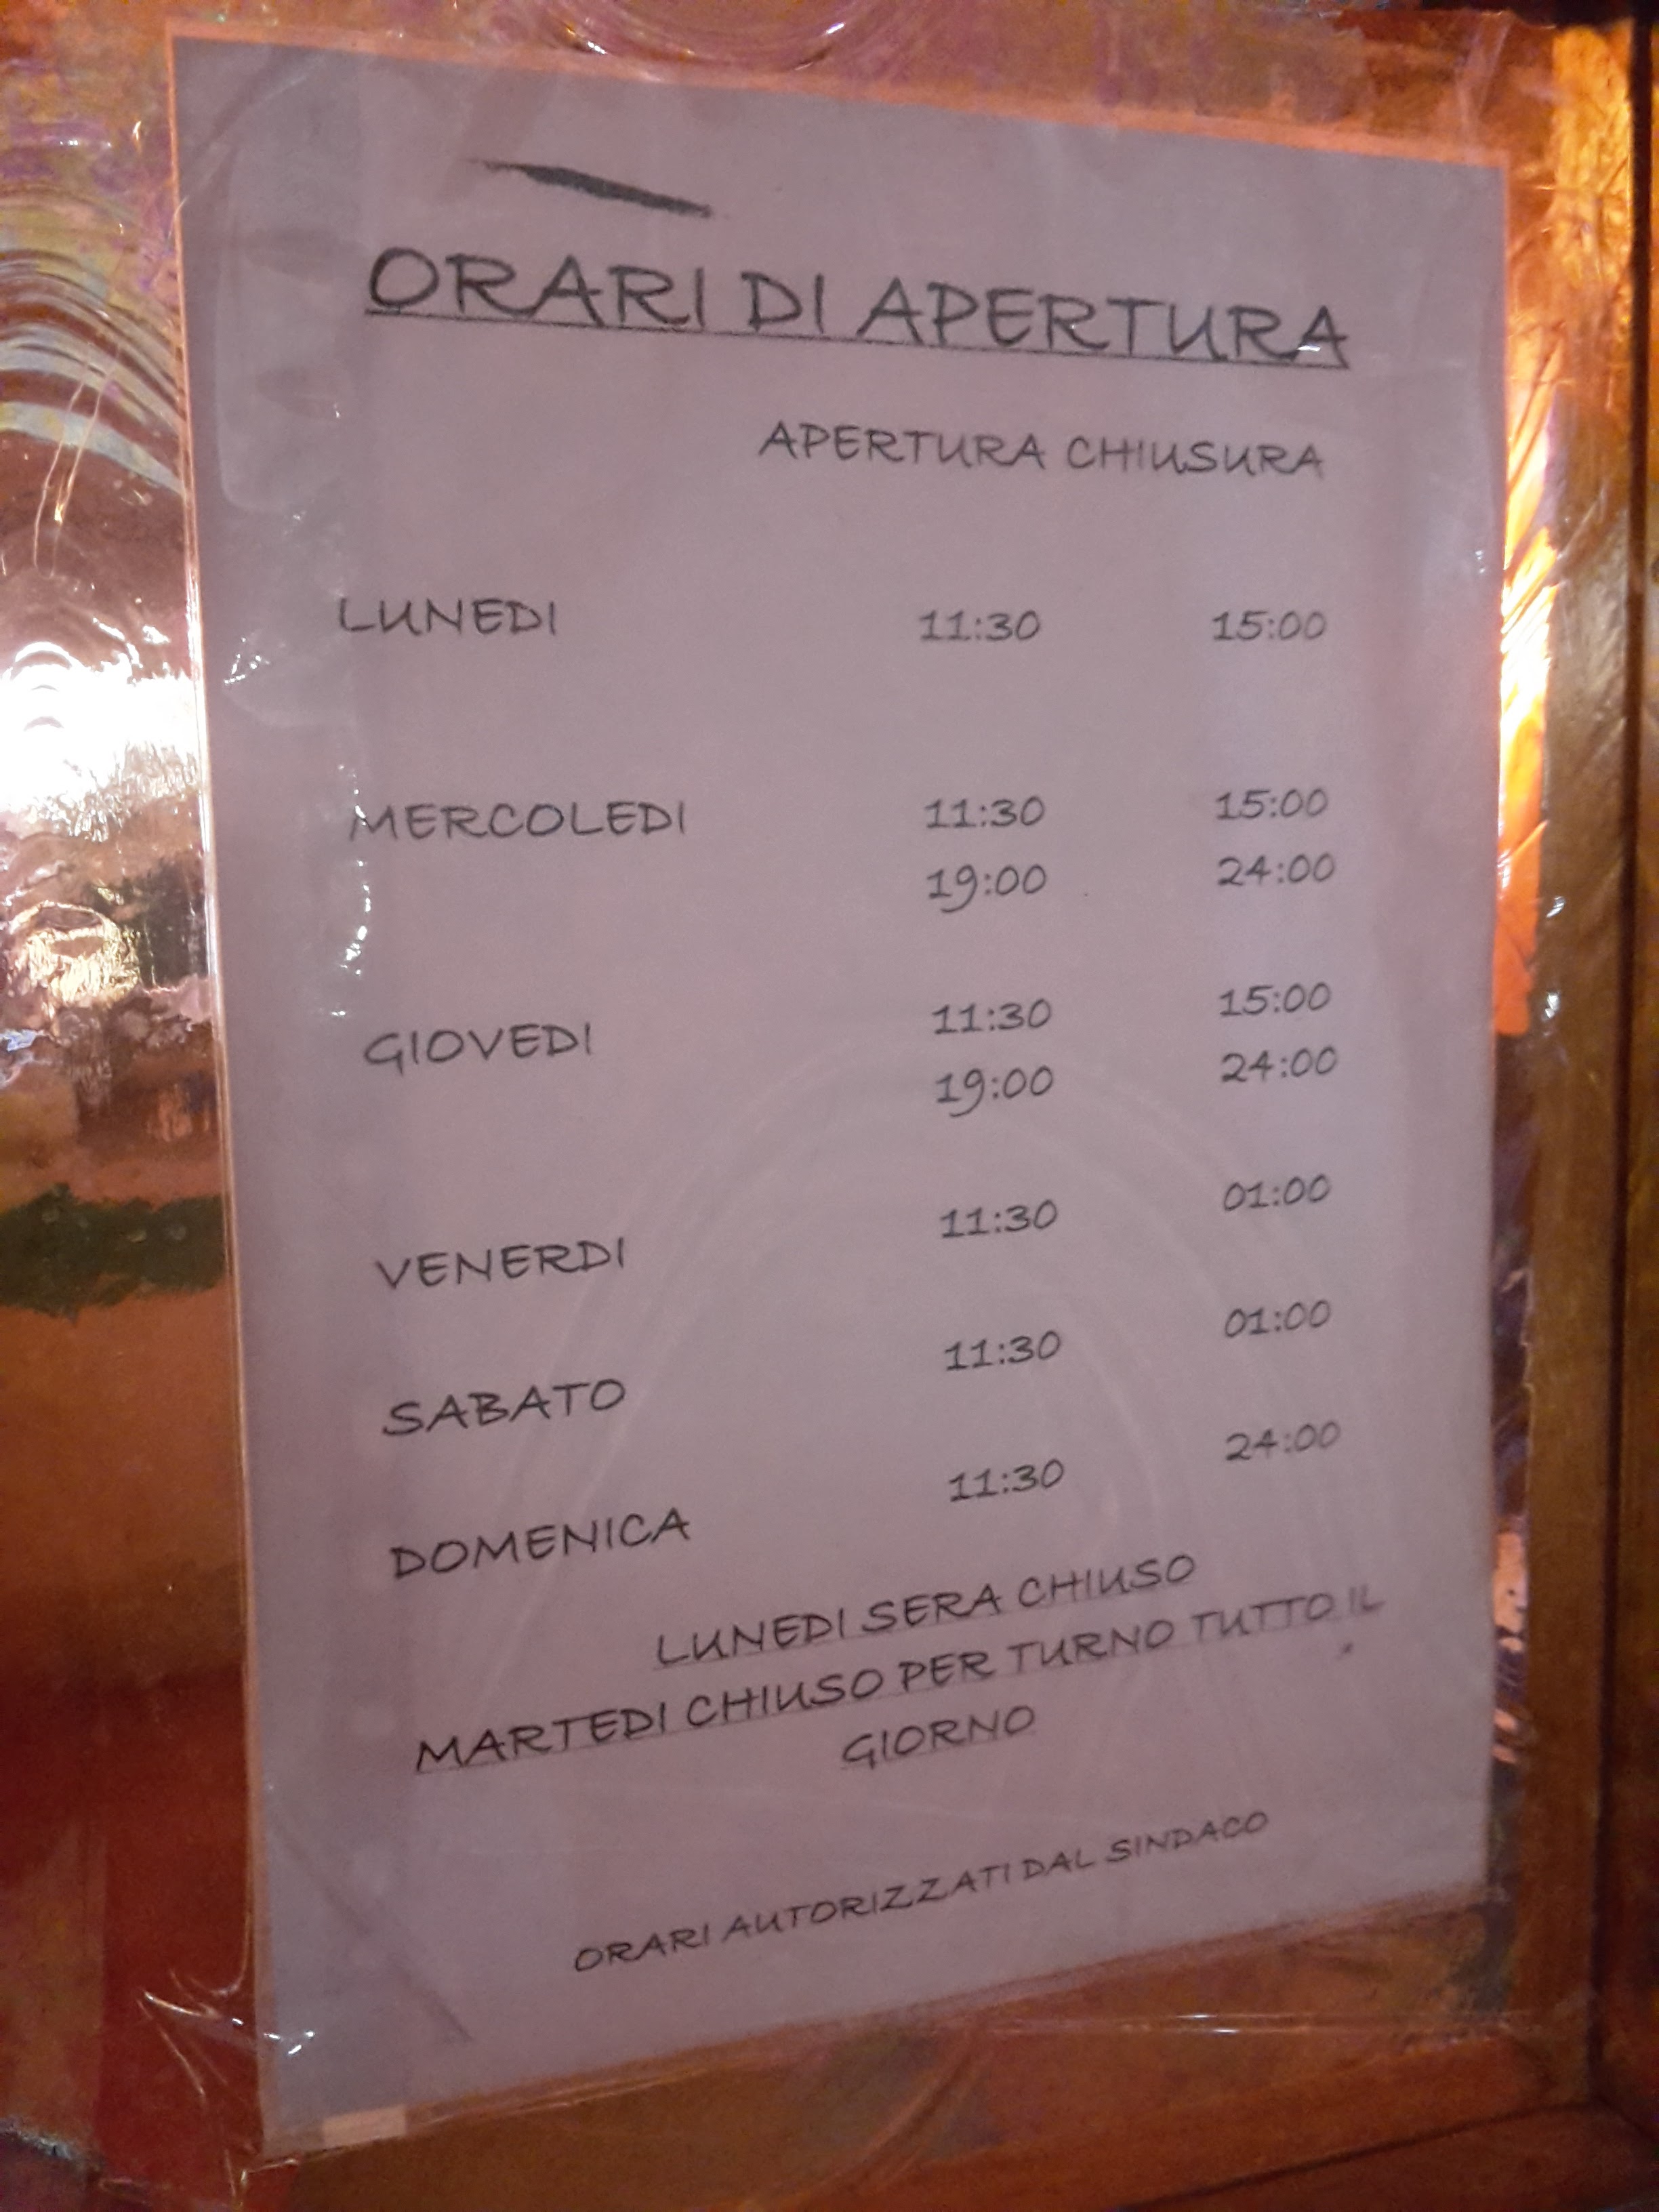 ORARI DI APERTURA
APERTURA CHIUSURA
LUNEDI 11:30 15:00
MERCOLEDI 11:30 15:00
19:00 24:00
GIOVEDI 11:30 15:00
19:00 24:00
VENERDI 11:30 01:00
SABATO 11:30 01:00
DOMENICA 11:30 24:00
LUNEDI SERA CHIUSO
MARTEDI CHIUSO PER TURNO TUTTO IL
GIORNO
ORARI AUTORIZZATI DAL SINDACO